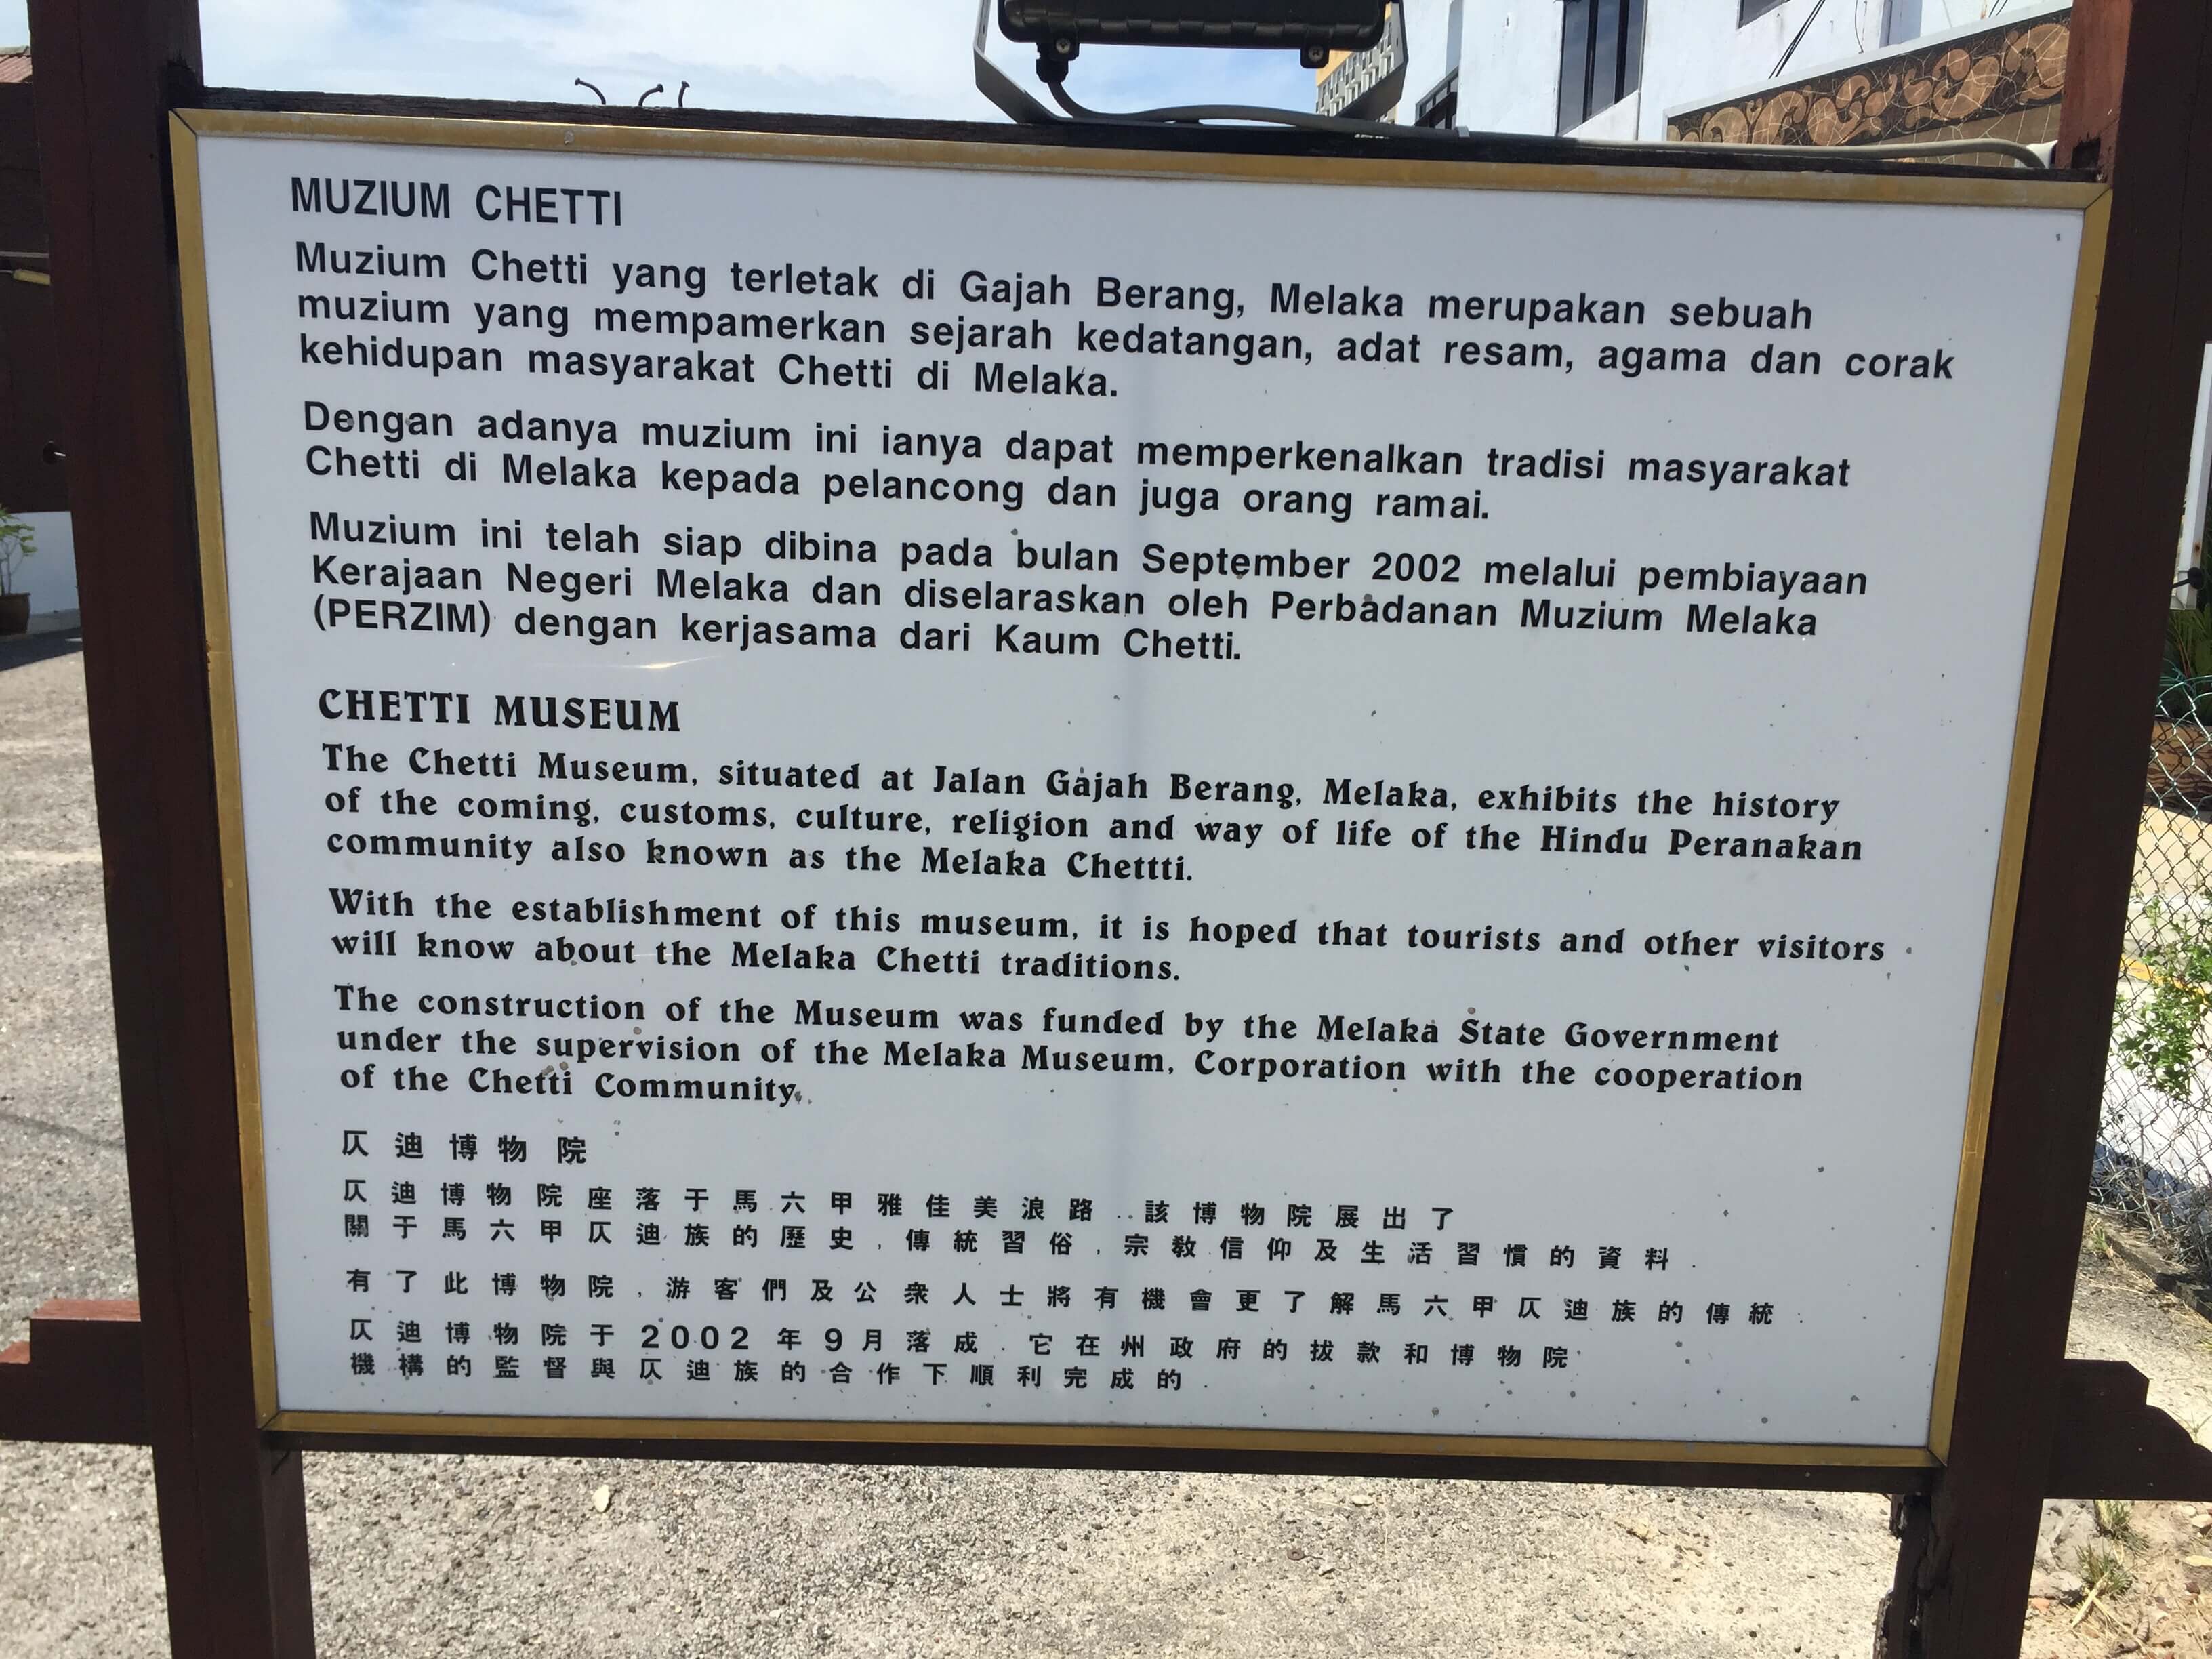 MUZIUM CHETTI
Muzium Chetti yang terletak di Gajah Berang, Melaka merupakan sebuah
muzium yang mempamerkan sejarah kedatangan, adat resam, agama dan corak
kehidupan masyarakat Chetti di Melaka.
Dengan adanya muzium ini ianya dapat memperkenalkan tradisi masyarakat
Chetti di Melaka kepada pelancong dan juga orang ramai.
Muzium ini telah siap dibina pada bulan September 2002 melalui pembiayaan
Kerajaan Negeri Melaka dan diselaraskan oleh Perbadanan Muzium Melaka
(PERZIM) dengan kerjasama dari Kaum Chetti.
CHETTI MUSEUM
The Chetti Museum, situated at Jalan Gajah Berang, Melaka, exhibits the history
of the coming, customs, culture, religion and way of life of the Hindu Peranakan
community also known as the Melaka Chettti.
With the establishment of this museum, it is hoped that tourists and other visitors
will know about the Melaka Chetti traditions.
The construction of the Museum was funded by the Melaka State Government
under the supervision of the Melaka Museum, Corporation with the cooperation
of the Chetti Community.
仄迪博物院
仄迪博物院座落于馬六甲雅佳美浪路.該博物院展出了
關于馬六甲仄迪族的歷史,傳統習俗,宗教信仰及生活習慣的資料.
有了此博物院,游客們及公衆人士將有機會更了解馬六甲仄迪族的傳統.
仄迪博物院于2002年9月落成.它在州政府的拔款和博物院
機構的監督與仄迪族的合作下順利完成的.